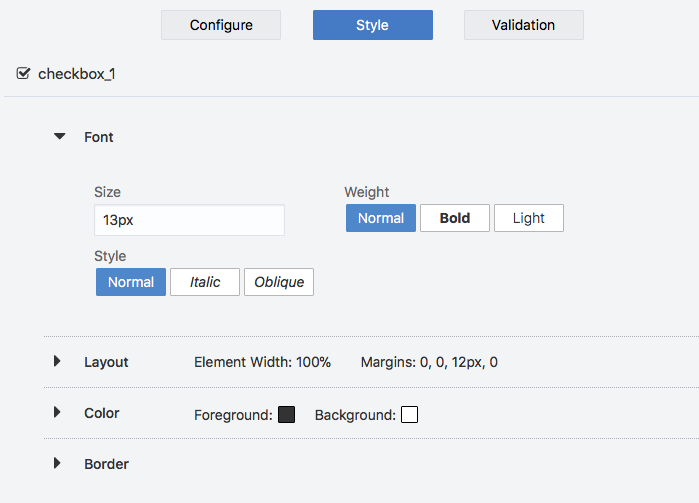 Configure Style Validation
checkbox_1
Font
Size Weight
13px Normal Bold Light
Style
Normal Italic Oblique
Layout Element Width: 100% Margins: 0, 0, 12px, 0
Color Foreground: Background:
Border